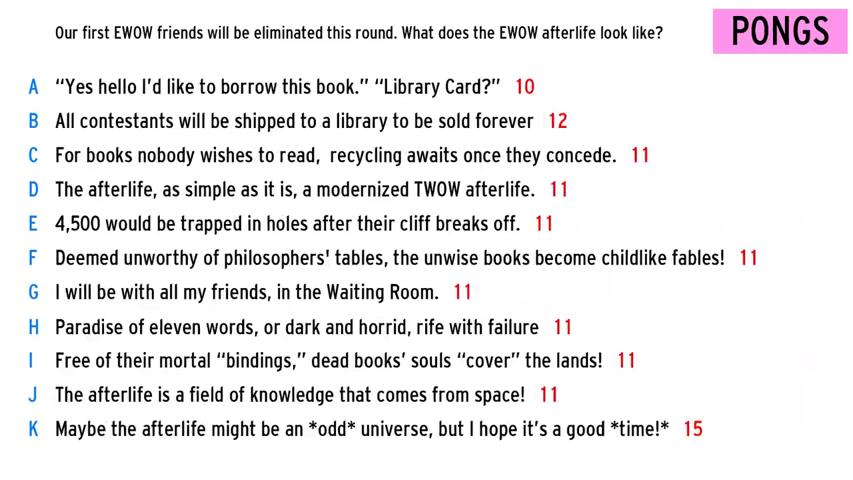 Our first EWOW friends will be eliminated this round. What does the EWOW afterlife look like?
PONGS
A “Yes hello I’d like to borrow this book.” “Library Card?” 10
B All contestants will be shipped to a library to be sold forever 12
C For books nobody wishes to read, recycling awaits once they concede. 11
D The afterlife, as simple as it is, a modernized TWOW afterlife. 11
E 4,500 would be trapped in holes after their cliff breaks off. 11
F Deemed unworthy of philosophers' tables, the unwise books become childlike fables! 11
G I will be with all my friends, in the Waiting Room. 11
H Paradise of eleven words, or dark and horrid, rife with failure 11
I Free of their mortal “bindings,” dead books’ souls “cover” the lands! 11
J The afterlife is a field of knowledge that comes from space! 11
K Maybe the afterlife might be an *odd* universe, but I hope it’s a good *time!* 15